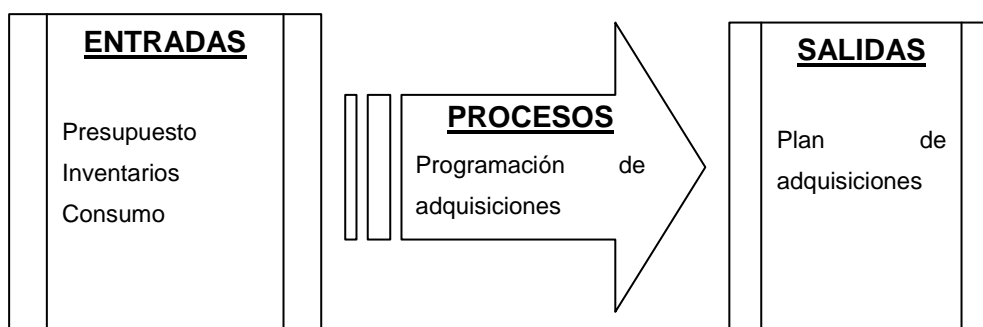 ENTRADAS
Presupuesto
Inventarios
Consumo
PROCESOS
Programación de
adquisiciones
SALIDAS
Plan de
adquisiciones